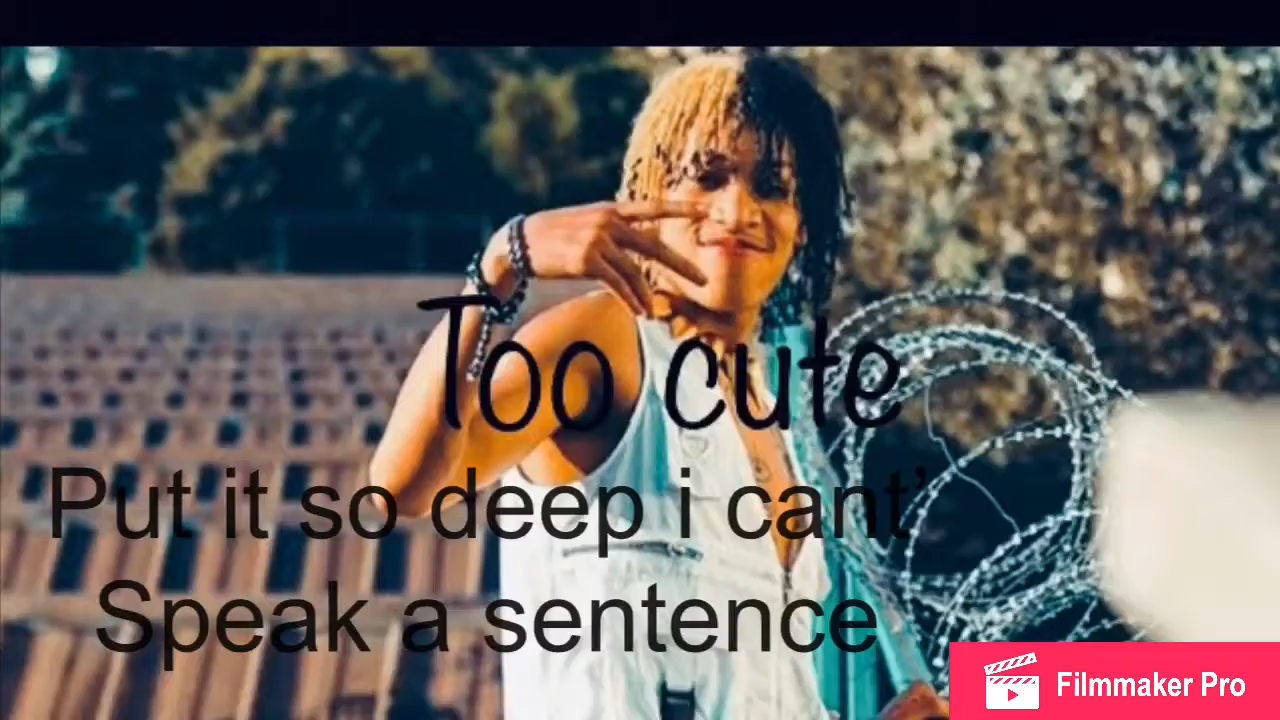 Too cute
Put it so deep i cant'
Speak a sentence
Filmmaker Pro